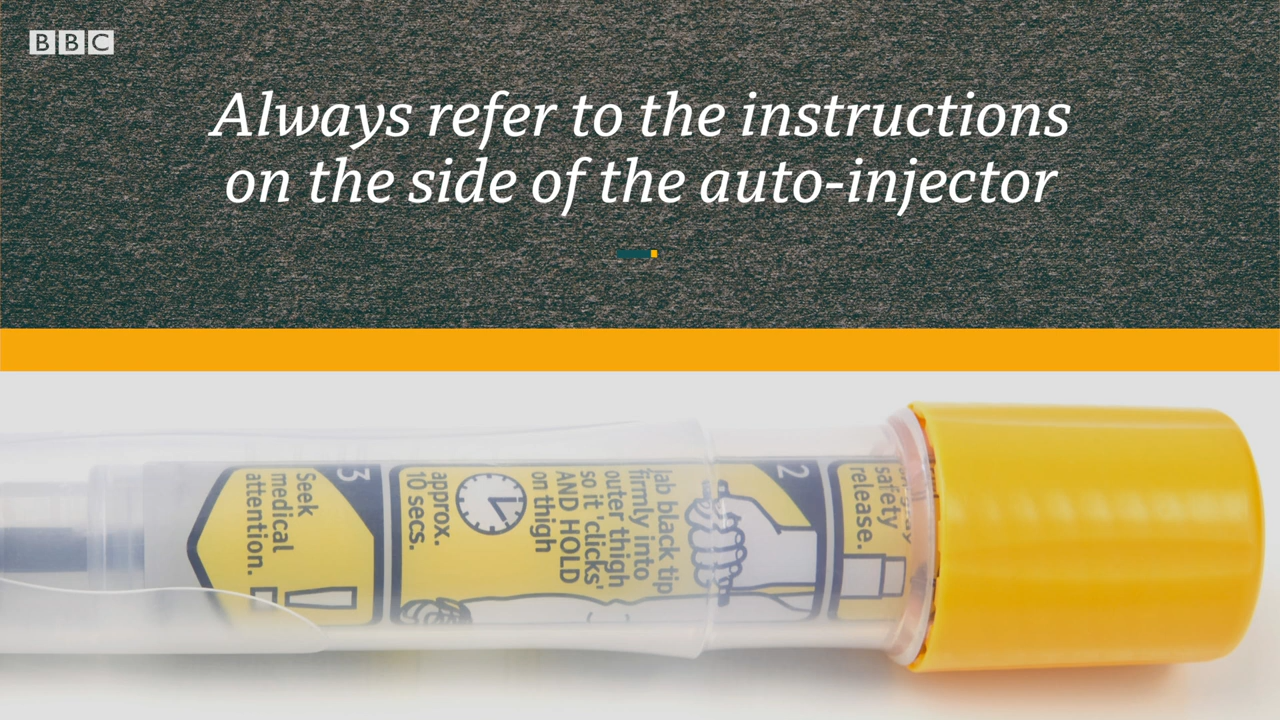 BBC
Always refer to the instructions
on the side of the auto-injector
safety
release.
2
Jab black tip
firmly into
outer thigh
so it 'clicks'
AND HOLD
on thigh
approx.
10 secs.
3
Seek
medical
attention.